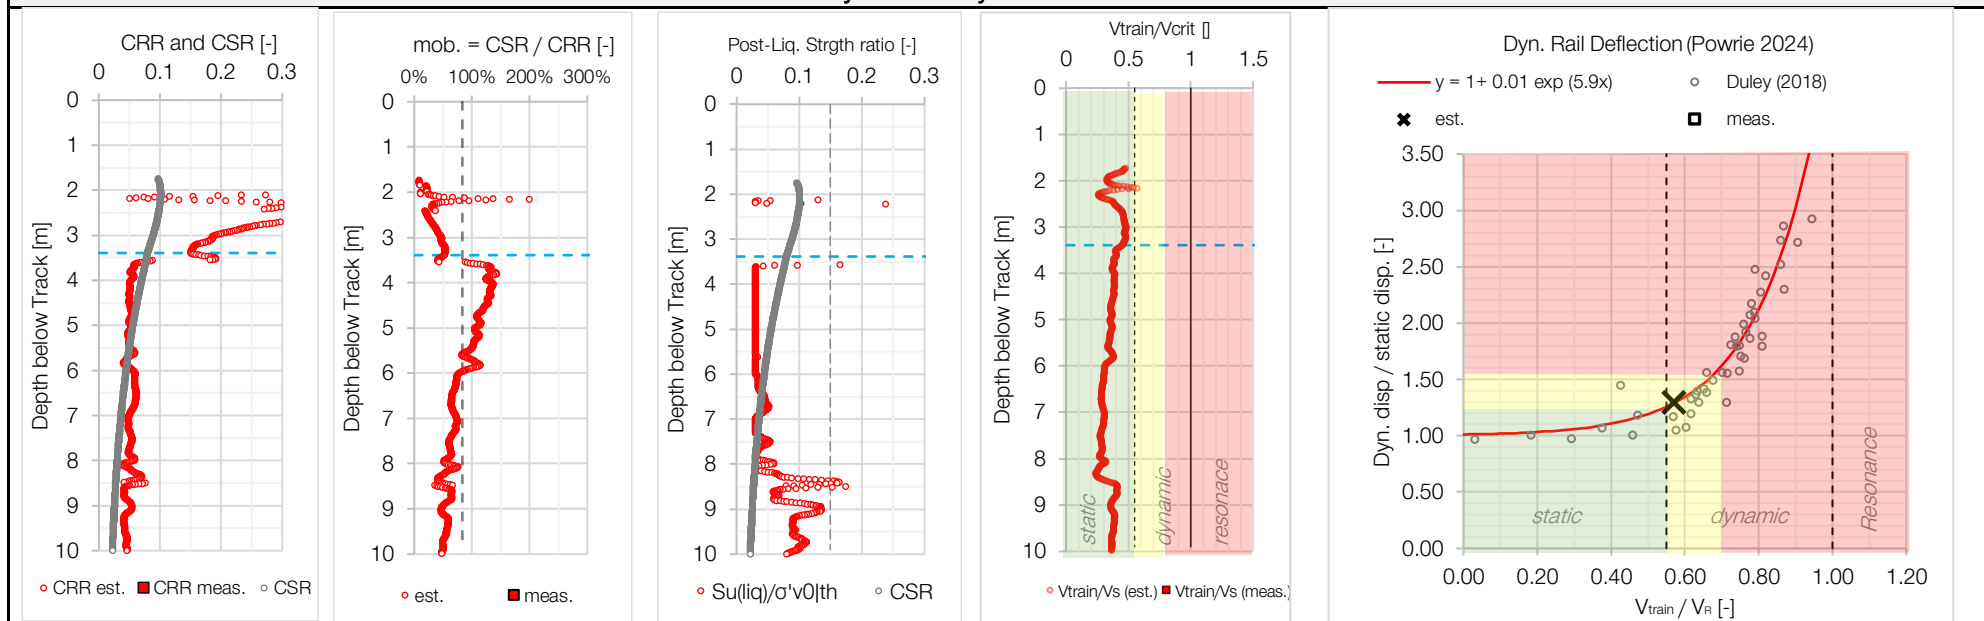 CRR and CSR [-]
0 0.1 0.2 0.3
0
1
2
3
4
5
6
7
8
9
10
Depth below Track [m]
CRR est. CRR meas. CSR
mob. = CSR / CRR [-]
0% 100% 200% 300%
0
1
2
3
4
5
6
7
8
9
10
Depth below Track [m]
est. meas.
Post-Liq. Strgth ratio [-]
0 0.1 0.2 0.3
0
1
2
3
4
5
6
7
8
9
10
Depth below Track [m]
Su(liq)/σ'v0|th CSR
Vtrain/Vcrit []
0 0.5 1 1.5
0
1
2
3
4
5
6
7
8
9
10
Depth below Track [m]
static
dynamic
resonace
Vtrain/Vs (est.) Vtrain/Vs (meas.)
Dyn. Rail Deflection (Powrie 2024)
y = 1+ 0.01 exp (5.9x) Duley (2018)
est. meas.
3.50
3.00
2.50
2.00
1.50
1.00
0.50
0.00
Dyn. disp / static disp. [-]
static
dynamic
Resonance
0.00 0.20 0.40 0.60 0.80 1.00 1.20
Vtrain / VR [-]